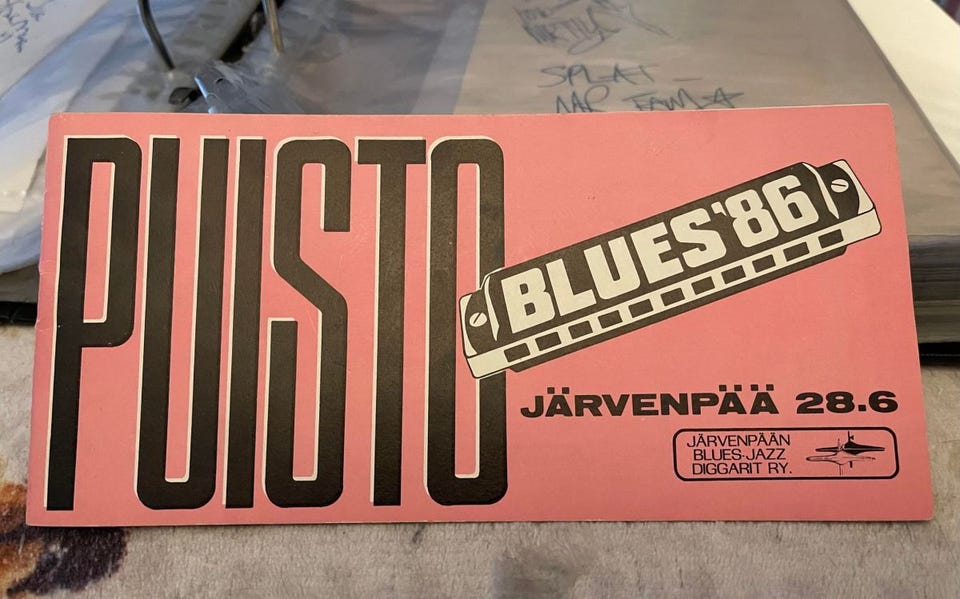 SPLAT
PUISTO
BLUES'86
JÄRVENPÄÄ 28.6
JÄRVENPÄÄN
BLUES-JAZZ
DIGGARIT RY.